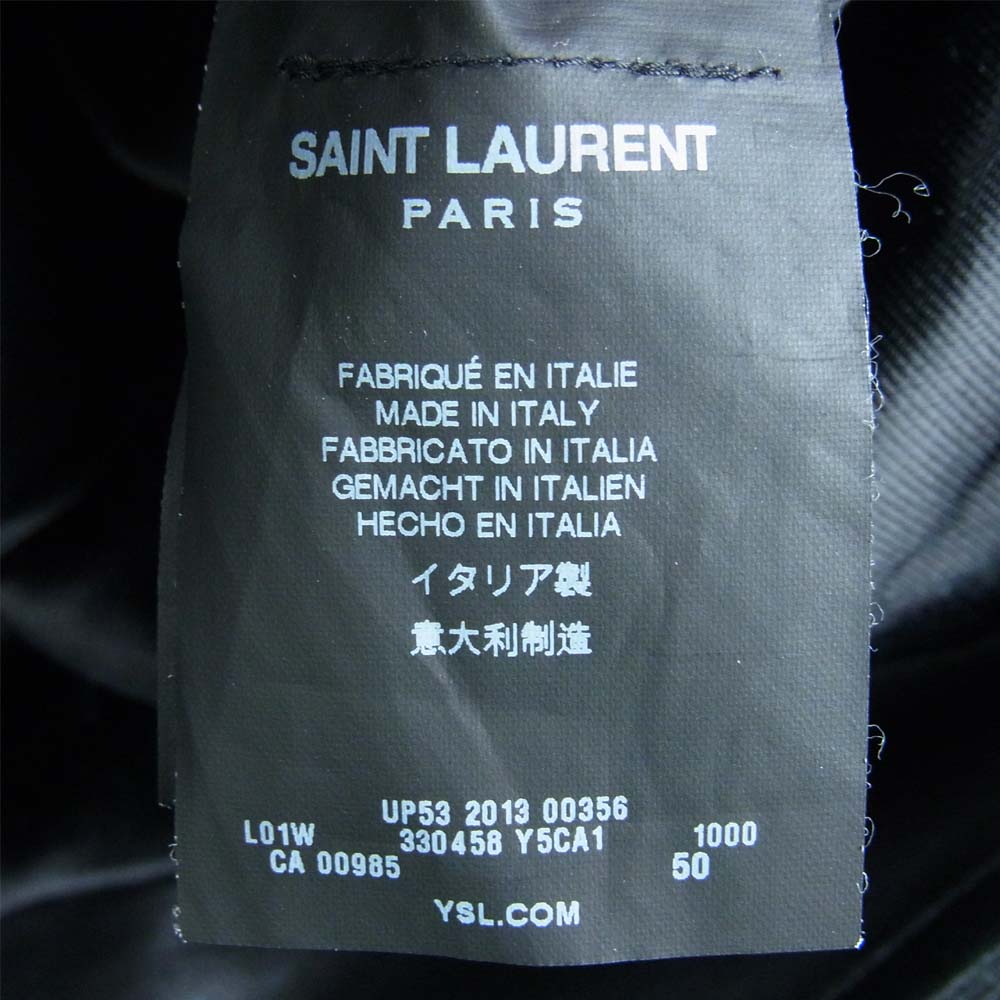 SAINT LAURENT
PARIS
FABRIQUÉ EN ITALIE
MADE IN ITALY
FABBRICATO IN ITALIA
GEMACHT IN ITALIEN
HECHO EN ITALIA
イタリア製
意大利制造
UP53 2013 00356
L01W 330458 Y5CA1 1000
CA 00985 50
YSL.COM